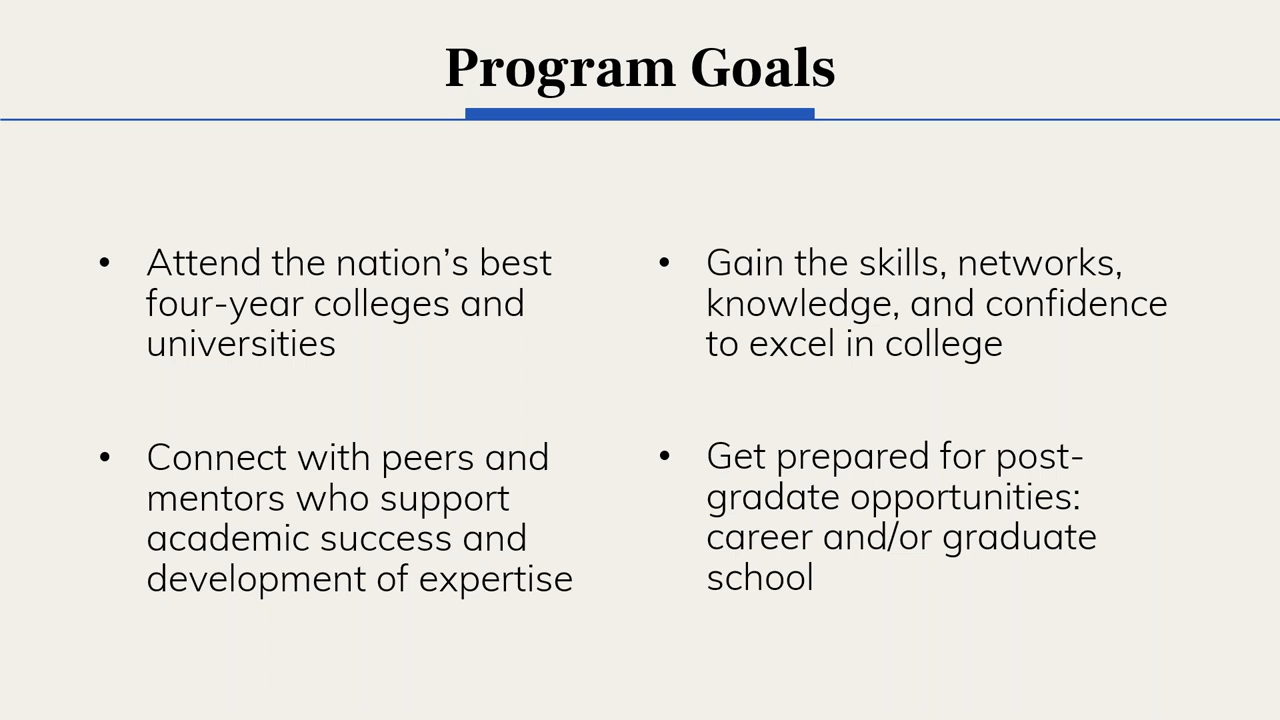 Program Goals
• Attend the nation’s best
four-year colleges and
universities
• Connect with peers and
mentors who support
academic success and
development of expertise
• Gain the skills, networks,
knowledge, and confidence
to excel in college
• Get prepared for post-
gradate opportunities:
career and/or graduate
school